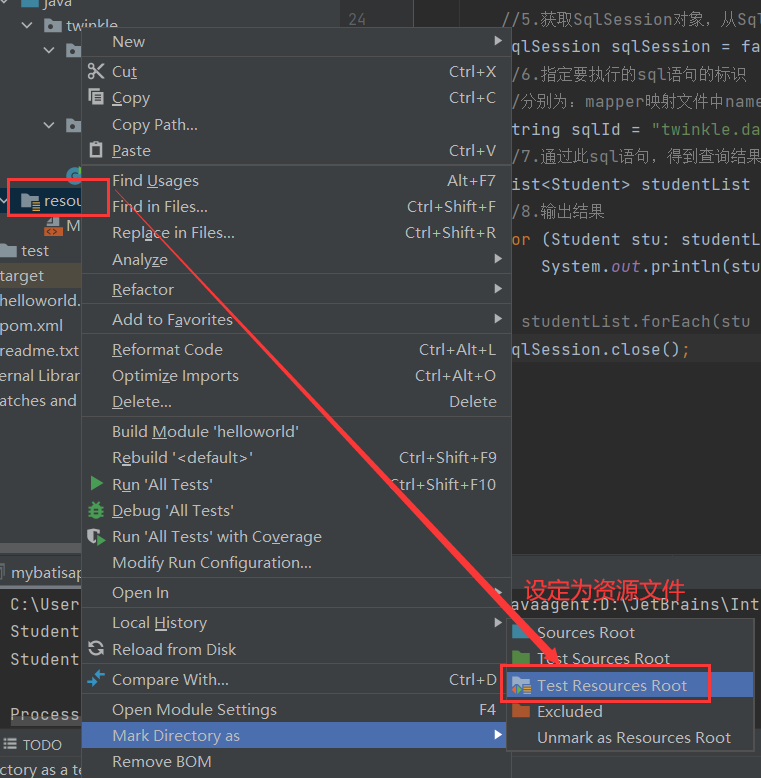 java
24
//5.获取SqlSession对象，从Sql
twinkle
New
qlSession sqlSession = fa
Cut Ctrl+X
/6.指定要执行的sql语句的标识
Copy Ctrl+C
/分别为：mapper映射文件中name
Copy Path...
tring sqlId = "twinkle.da
Paste Ctrl+V
/7.通过此sql语句，得到查询结果
Find Usages Alt+F7
ist<Student> studentList
resou
Find in Files... Ctrl+Shift+F
/8.输出结果
M
Replace in Files... Ctrl+Shift+R
or (Student stu: studentL
test
Analyze
System.out.println(stu
target
Refactor
helloworld.
Add to Favorites
studentList.forEach(stu
pom.xml
readme.txt
Reformat Code Ctrl+Alt+L
qlSession.close();
ernal Librar
Optimize Imports Ctrl+Alt+O
atches and
Delete... Delete
Build Module 'helloworld'
Rebuild '<default>' Ctrl+Shift+F9
Run 'All Tests' Ctrl+Shift+F10
Debug 'All Tests'
Run 'All Tests' with Coverage
Modify Run Configuration...
mybatisap
Open In
设定为资源文件
C:\User
avaagent:D:\JetBrains\Int
Local History
Student
Sources Root
Reload from Disk
Student
Test Sources Root
Compare With... Ctrl+D
Test Resources Root
Process
Open Module Settings F4
Excluded
Mark Directory as
Unmark as Resources Root
TODO
Remove BOM
ctory as a te